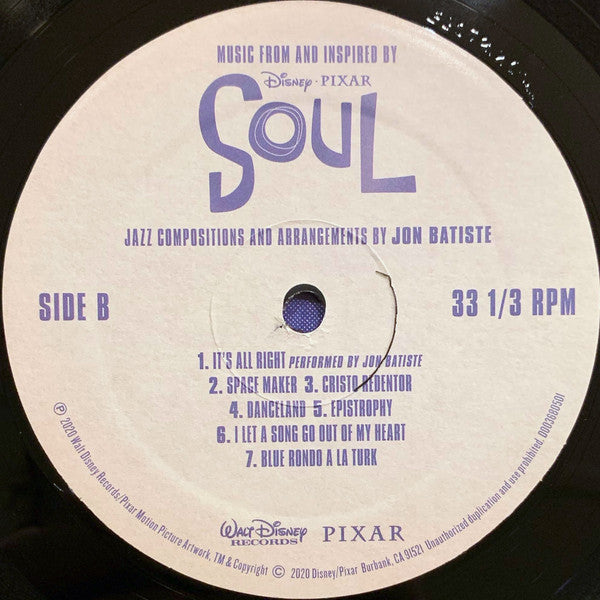 MUSIC FROM AND INSPIRED BY
Disney · PIXAR
SOUL
JAZZ COMPOSITIONS AND ARRANGEMENTS BY JON BATISTE
SIDE B
33 1/3 RPM
1. IT'S ALL RIGHT PERFORMED BY JON BATISTE
2. SPACE MAKER 3. CRISTO REDENTOR
4. DANCELAND 5. EPISTROPHY
6. I LET A SONG GO OUT OF MY HEART
7. BLUE RONDO A LA TURK
WALT DISNEY RECORDS
PIXAR
Ⓟ 2020 Walt Disney Records/Pixar Motion Picture Artwork, TM & Copyright © 2020 Disney/Pixar Burbank, CA 91521 Unauthorized duplication and use prohibited. D003680501